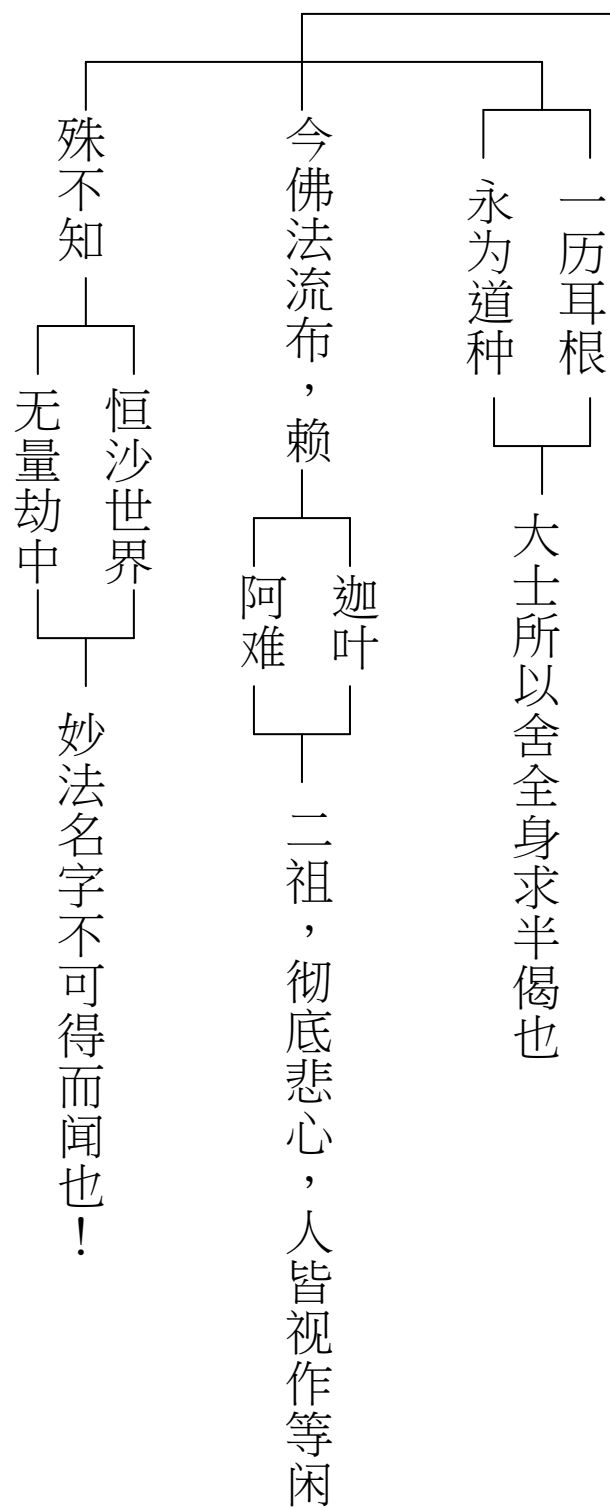 一历耳根
永为道种
大士所以舍全身求半偈也
今佛法流布，赖
迦叶
阿难
二祖，彻底悲心，人皆视作等闲
殊不知
恒沙世界
无量劫中
妙法名字不可得而闻也！